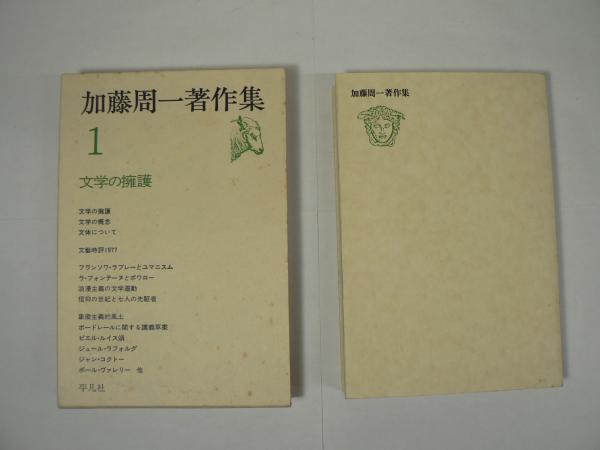 加藤周一著作集
1
文学の擁護
文学の擁護
文学の概念
文体について
文藝時評1977
フランソワ・ラブレーとユマニスム
ラ・フォンテーヌとボワロー
浪漫主義の文学運動
信仰の世紀と七人の先駆者
象徴主義的風土
ボードレールに関する講義草案
ピエル・ルイス頌
ジュール・ラフォルグ
ジャン・コクトー
ポール・ヴァレリー 他
平凡社
加藤周一著作集